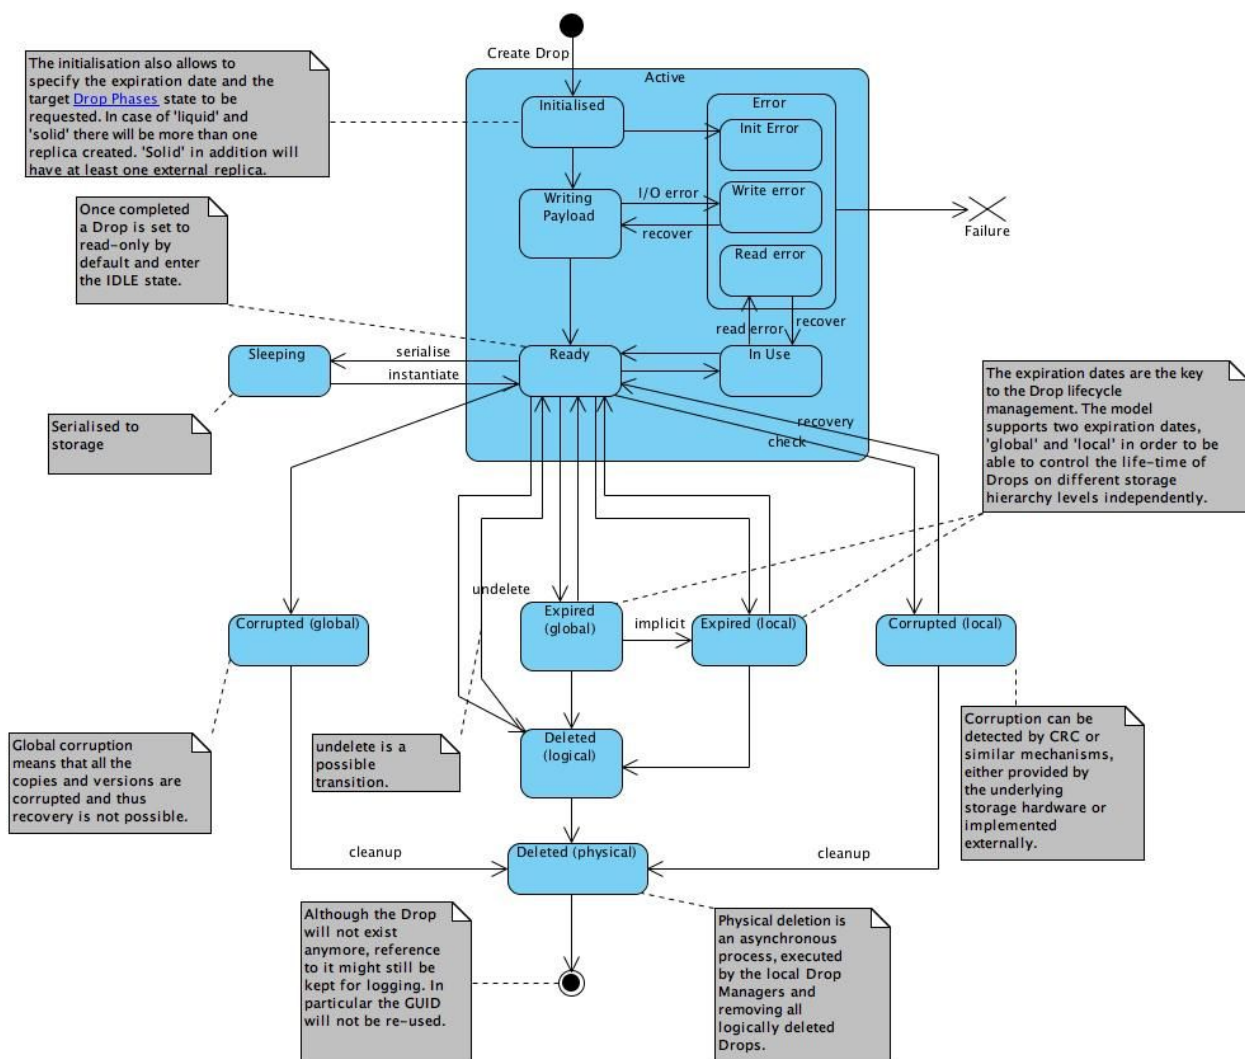 Create Drop
The initialisation also allows to
specify the expiration date and the
target Drop Phases state to be
requested. In case of 'liquid' and
'solid' there will be more than one
replica created. 'Solid' in addition will
have at least one external replica.
Active
Initialised
Error
Init Error
Writing
Payload
I/O error
Write error
recover
Failure
Read error
Once completed
a Drop is set to
read-only by
default and enter
the IDLE state.
read error
recover
Sleeping
serialise
instantiate
Ready
In Use
The expiration dates are the key
to the Drop lifecycle
management. The model
supports two expiration dates,
'global' and 'local' in order to be
able to control the life-time of
Drops on different storage
hierarchy levels independently.
Serialised to
storage
recovery
check
undelete
Corrupted (global)
Expired
(global)
implicit
Expired (local)
Corrupted (local)
Global corruption
means that all the
copies and versions are
corrupted and thus
recovery is not possible.
undelete is a
possible
transition.
Deleted
(logical)
Corruption can be
detected by CRC or
similar mechanisms,
either provided by
the underlying
storage hardware or
implemented
externally.
cleanup
Deleted (physical)
cleanup
Although the Drop
will not exist
anymore, reference
to it might still be
kept for logging. In
particular the GUID
will not be re-used.
Physical deletion is
an asynchronous
process, executed
by the local Drop
Managers and
removing all
logically deleted
Drops.